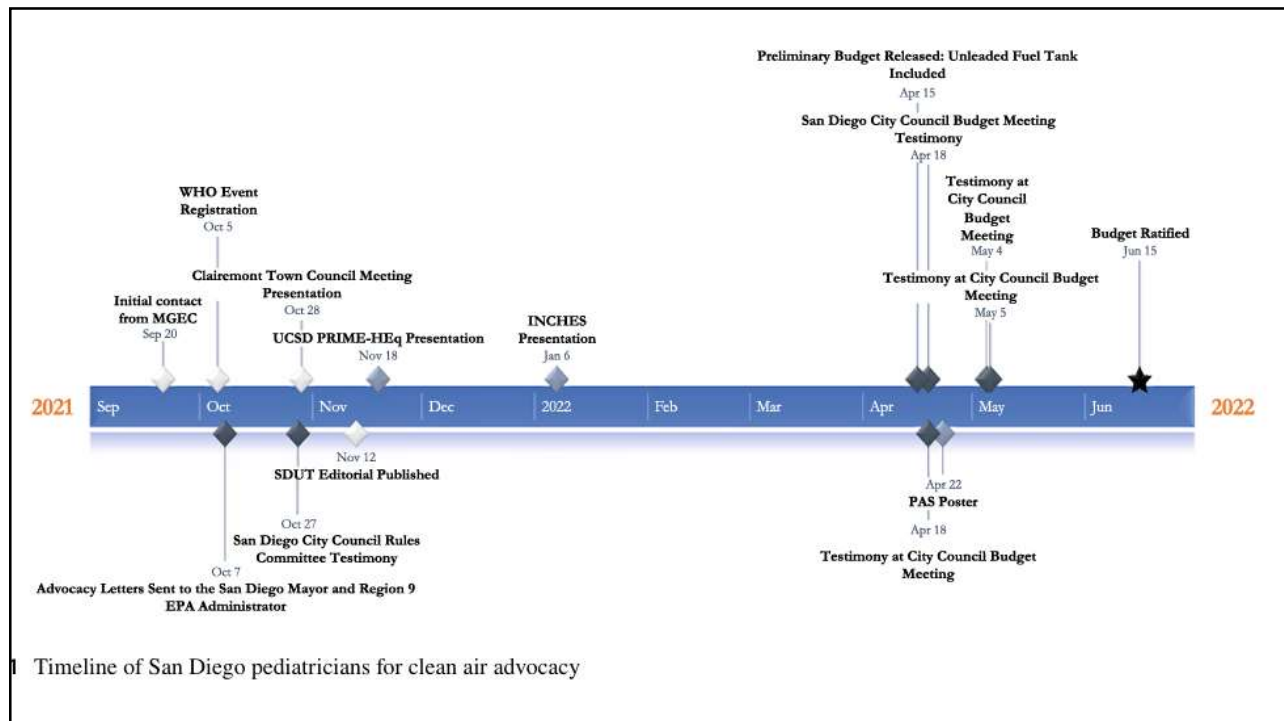 Preliminary Budget Released: Unleaded Fuel Tank
Included
Apr 15
San Diego City Council Budget Meeting
Testimony
Apr 18
WHO Event
Registration
Oct 5
Testimony at
City Council
Budget
Meeting
May 4
Budget Ratified
Jun 15
Clairemont Town Council Meeting
Presentation
Oct 28
Testimony at City Council Budget
Meeting
May 5
Initial contact
from MGEC
Sep 20
UCSD PRIME-HEq Presentation
Nov 18
INCHES
Presentation
Jan 6
2021
Sep
Oct
Nov
Dec
2022
Feb
Mar
Apr
May
Jun
2022
Nov 12
SDUT Editorial Published
Apr 22
PAS Poster
Oct 27
San Diego City Council Rules
Committee Testimony
Apr 18
Testimony at City Council Budget
Meeting
Oct 7
Advocacy Letters Sent to the San Diego Mayor and Region 9
EPA Administrator
1 Timeline of San Diego pediatricians for clean air advocacy